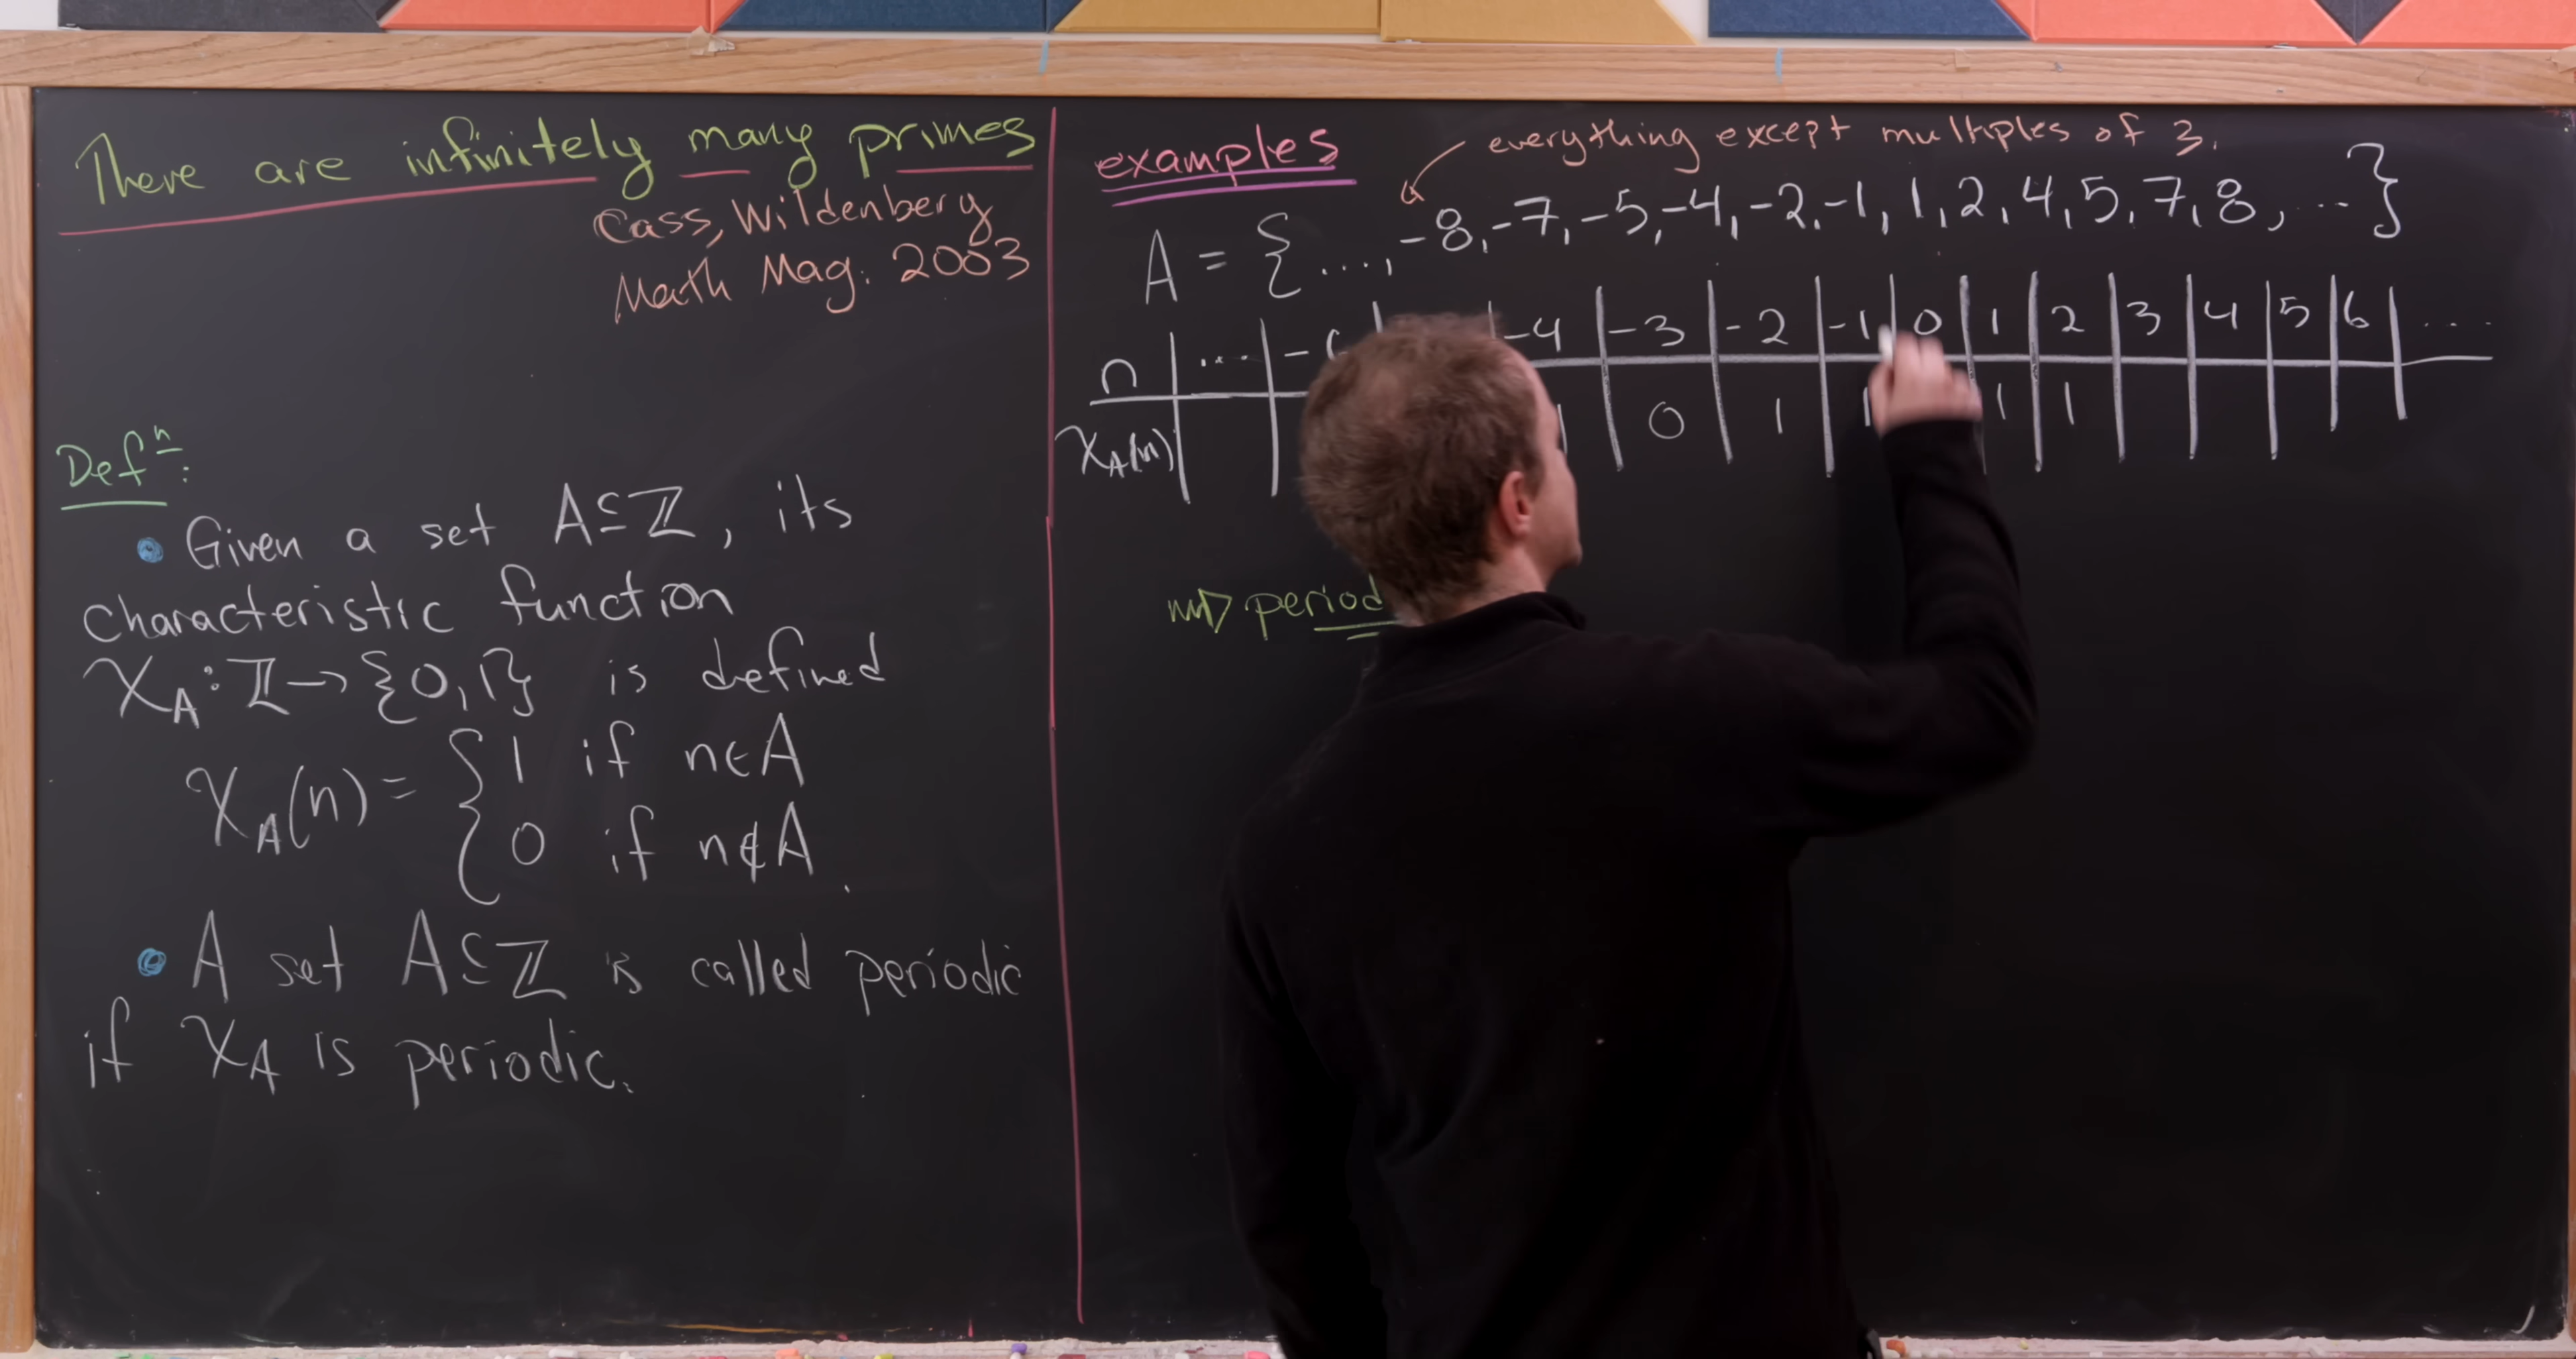 There are infinitely many primes
Cass, Wildenberg
Math Mag. 2003
Defⁿ:
• Given a set A⊆ℤ, its
characteristic function
χ_A: ℤ → {0,1} is defined
χ_A(n) = { 1 if n∈A
0 if n∉A.
• A set A⊆ℤ is called periodic
if χ_A is periodic.
examples
everything except multiples of 3.
A = {..., -8, -7, -5, -4, -2, -1, 1, 2, 4, 5, 7, 8, ...}
n | ... | -4 | -3 | -2 | -1 | 0 | 1 | 2 | 3 | 4 | 5 | 6 | ...
χ_A(n) | 0 | 1 | 1 | 1 | 1